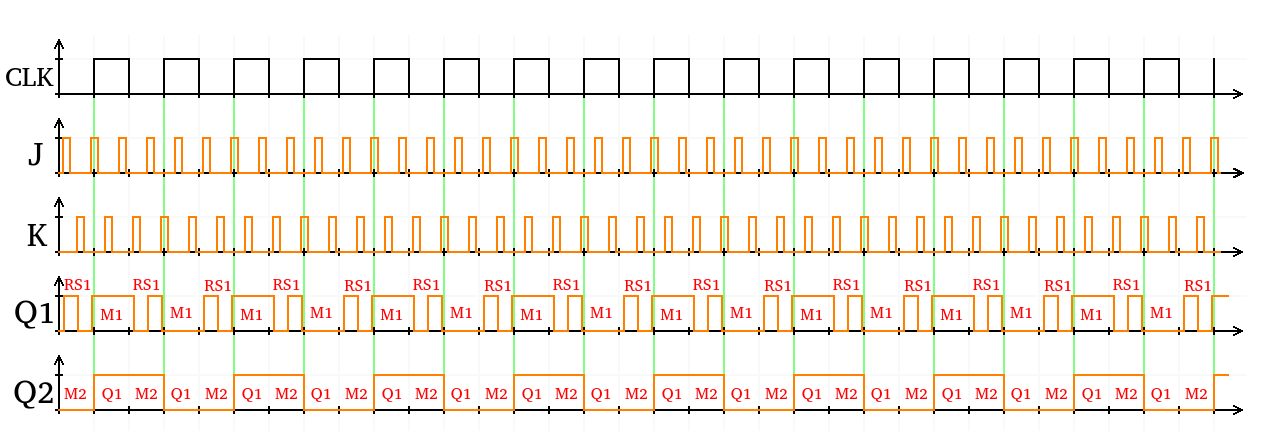 CLK
J
K
RS1 RS1 RS1 RS1 RS1 RS1 RS1 RS1 RS1 RS1 RS1 RS1 RS1 RS1 RS1 RS1 RS1
Q1 M1 M1 M1 M1 M1 M1 M1 M1 M1 M1 M1 M1 M1 M1 M1 M1
Q2 M2 Q1 M2 Q1 M2 Q1 M2 Q1 M2 Q1 M2 Q1 M2 Q1 M2 Q1 M2 Q1 M2 Q1 M2 Q1 M2 Q1 M2 Q1 M2 Q1 M2 Q1 M2 Q1 M2